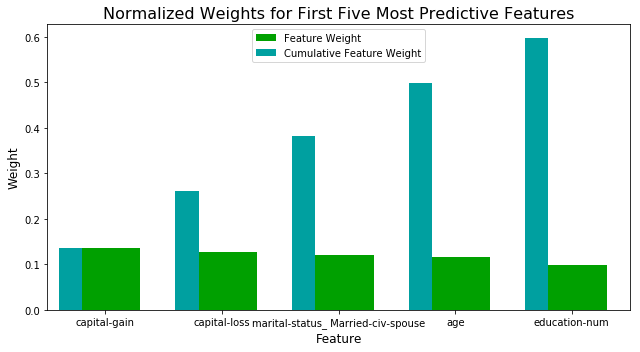 Normalized Weights for First Five Most Predictive Features
Feature Weight
Cumulative Feature Weight
Weight
0.6
0.5
0.4
0.3
0.2
0.1
0.0
capital-gain
capital-loss
marital-status_ Married-civ-spouse
age
education-num
Feature